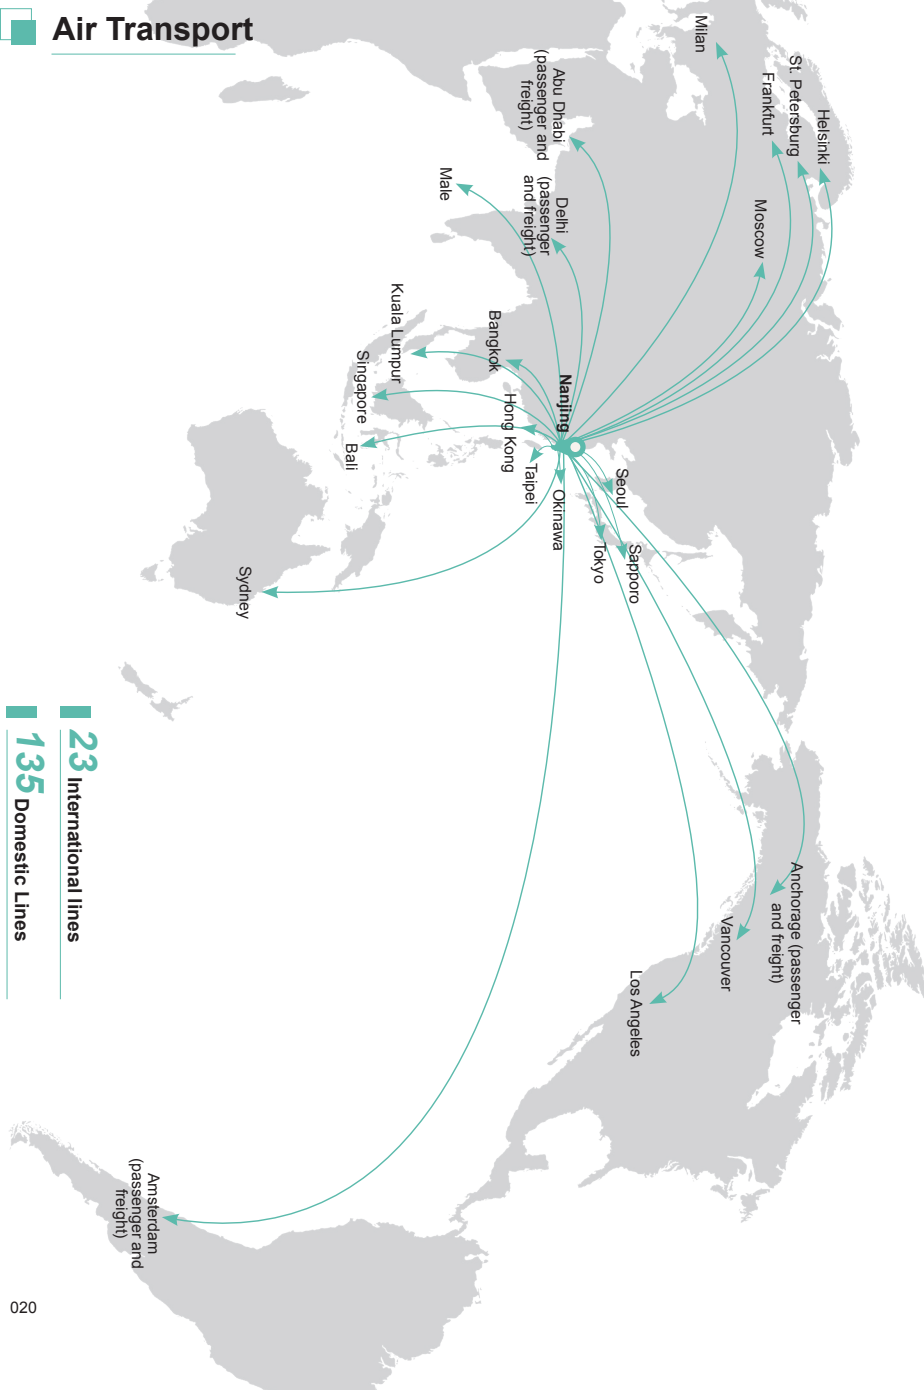 Air Transport
Milan
St. Petersburg
Frankfurt
Helsinki
Abu Dhabi
(passenger and
freight)
Male
Delhi
(passenger
and freight)
Moscow
Kuala Lumpur
Bangkok
Singapore
Nanjing
Hong Kong
Bali
Taipei
Okinawa
Seoul
Tokyo
Sapporo
Sydney
23 International lines
135 Domestic Lines
Anchorage (passenger
and freight)
Vancouver
Los Angeles
Amsterdam
(passenger and
freight)
020